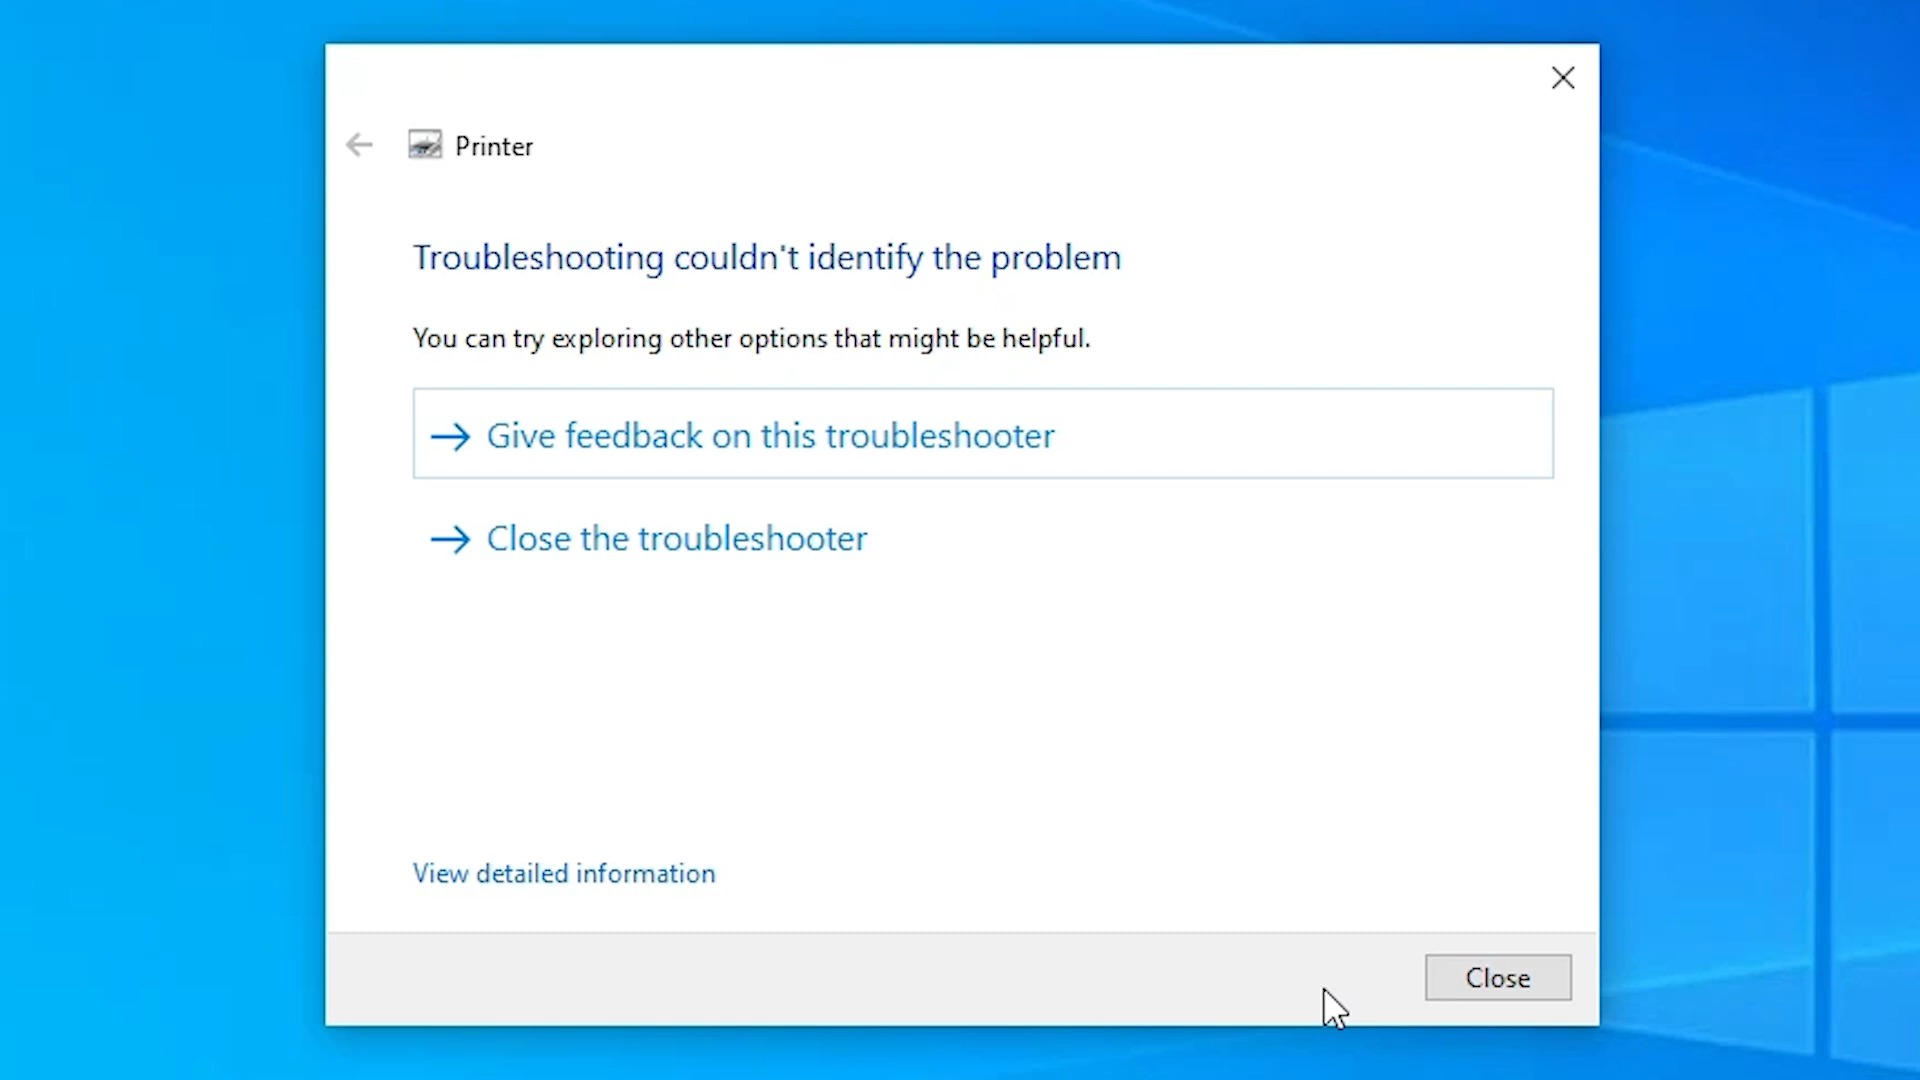 Printer
Troubleshooting couldn't identify the problem
You can try exploring other options that might be helpful.
Give feedback on this troubleshooter
Close the troubleshooter
View detailed information
Close